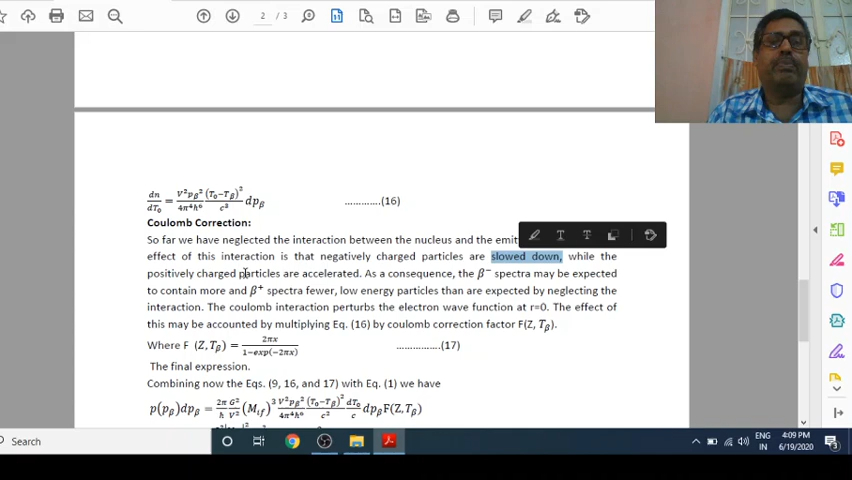 2 / 3
dn/dT₀ = V²p_β²/4π⁴ħ⁶ (T₀−T_β)²/c³ dp_β ………….(16)
Coulomb Correction:
So far we have neglected the interaction between the nucleus and the
effect of this interaction is that negatively charged particles are slowed down, while the
positively charged particles are accelerated. As a consequence, the β⁻ spectra may be expected
to contain more and β⁺ spectra fewer, low energy particles than are expected by neglecting the
interaction. The coulomb interaction perturbs the electron wave function at r=0. The effect of
this may be accounted by multiplying Eq. (16) by coulomb correction factor F(Z, T_β).
Where F (Z, T_β) = 2πx/1−exp(−2πx) …………….(17)
The final expression.
Combining now the Eqs. (9, 16, and 17) with Eq. (1) we have
p(p_β)dp_β = 2π/ħ G²/V² (M_if)³ V²p_β²/4π⁴ħ⁶ (T₀−T_β)²/c² dT₀/c dp_βF(Z, T_β)
Search
ENG
IN
4:09 PM
6/19/2020
3